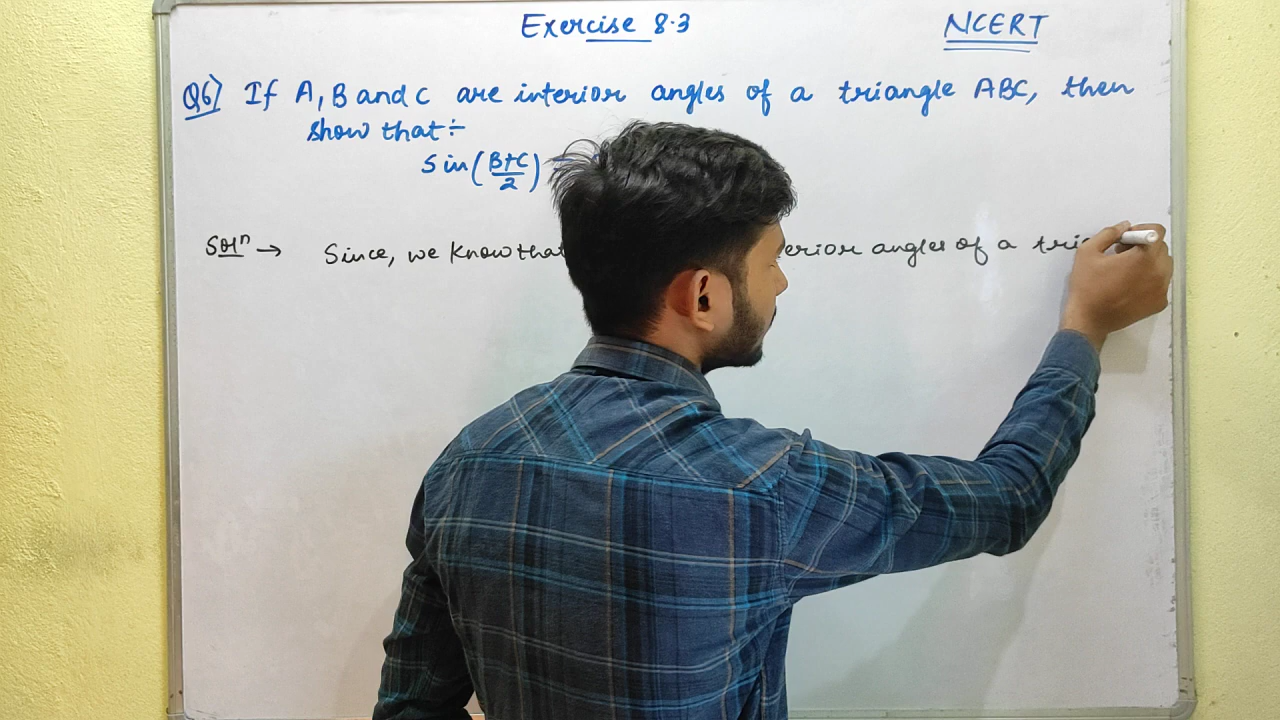 Exercise 8.3 NCERT
Q6) If A, B and C are interior angles of a triangle ABC, then
show that :-
Sin(B+C/2) =
Solⁿ → Since, we know that erior angles of a tri